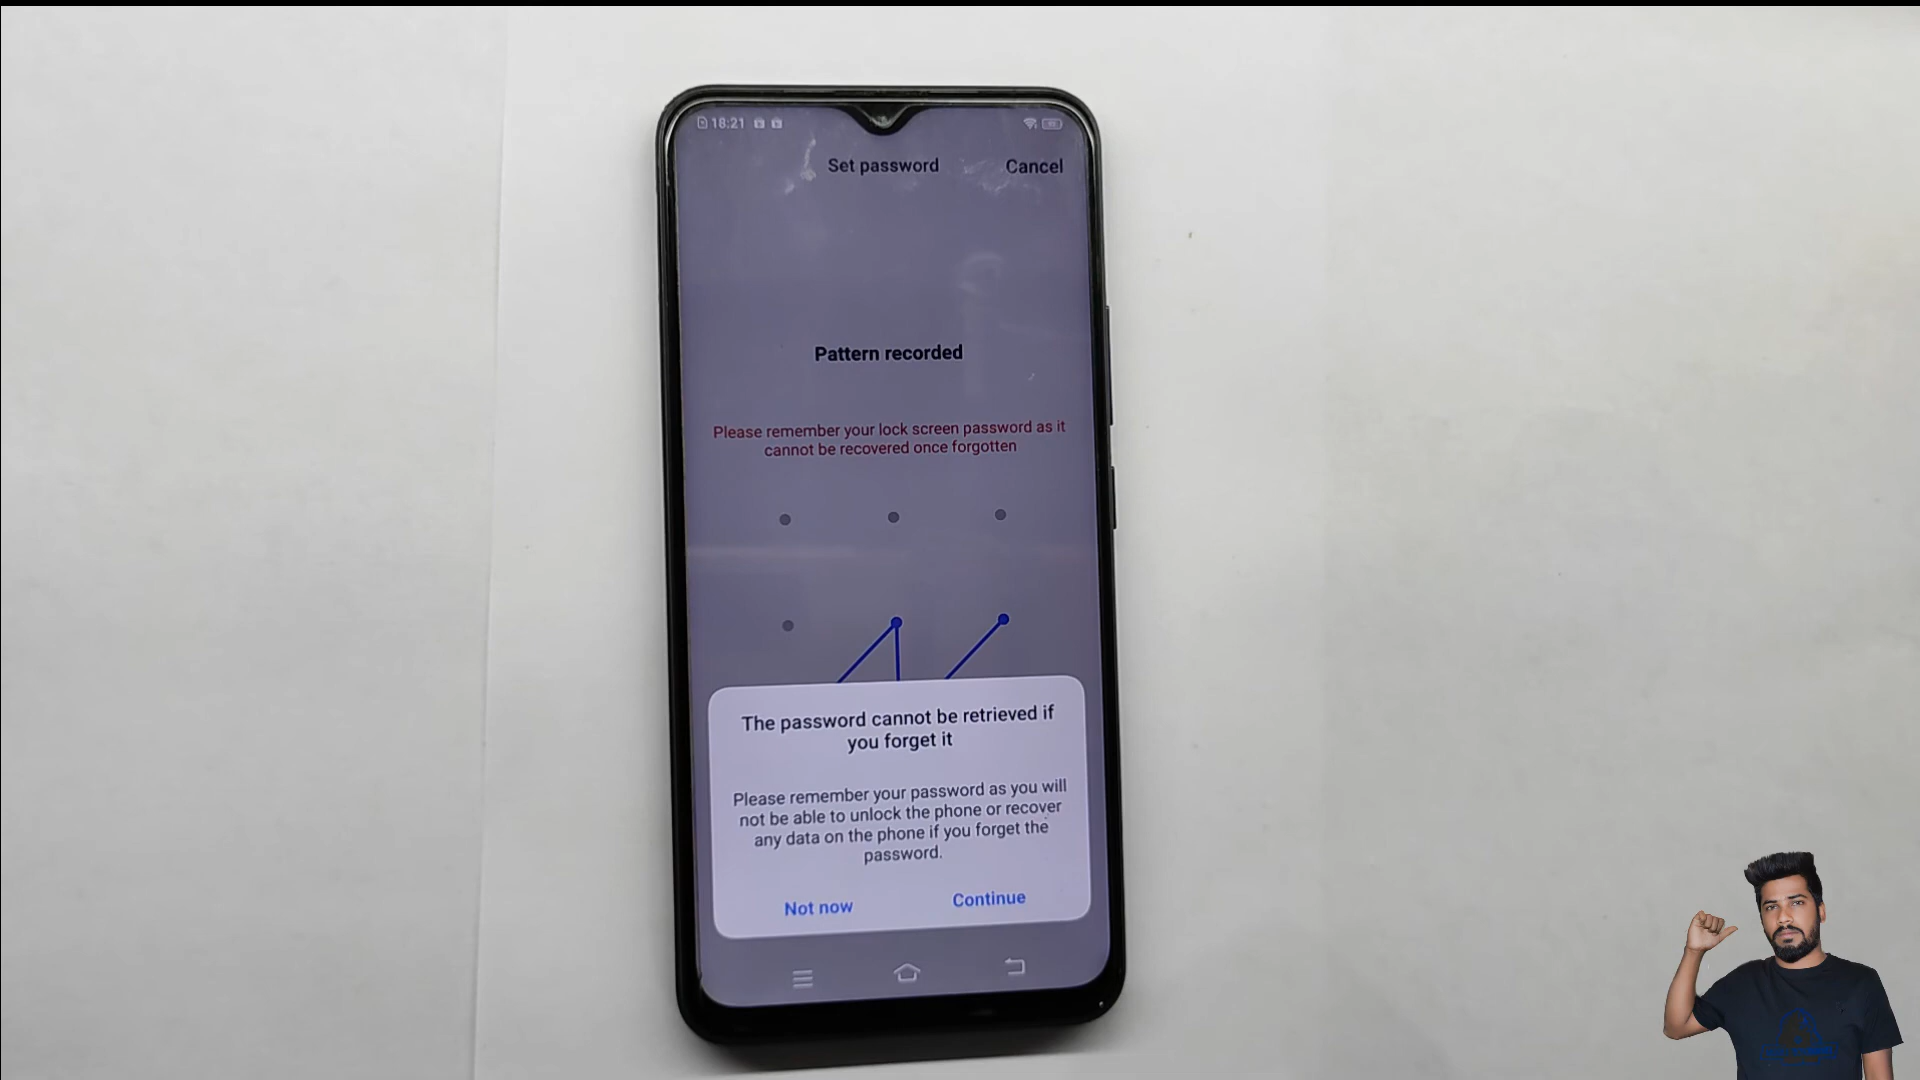 18:21
Set password
Cancel
Pattern recorded
Please remember your lock screen password as it
cannot be recovered once forgotten
The password cannot be retrieved if
you forget it
Please remember your password as you will
not be able to unlock the phone or recover
any data on the phone if you forget the
password.
Not now
Continue